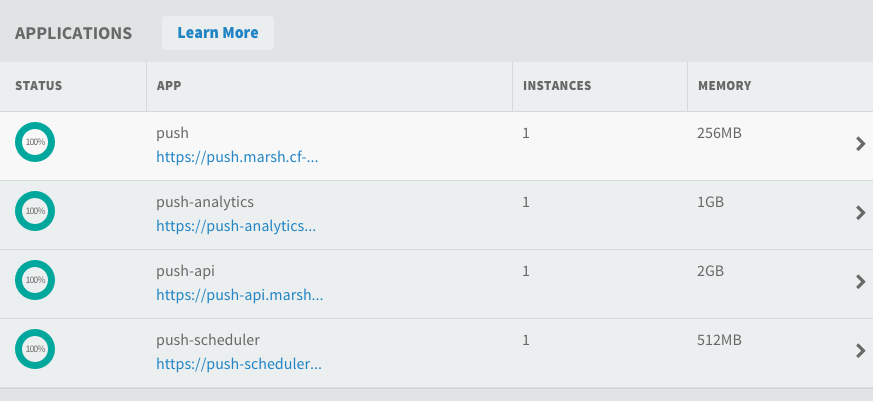 APPLICATIONS Learn More
STATUS APP INSTANCES MEMORY
100% push 1 256MB
https://push.marsh.cf-...
100% push-analytics 1 1GB
https://push-analytics...
100% push-api 1 2GB
https://push-api.marsh...
100% push-scheduler 1 512MB
https://push-scheduler...